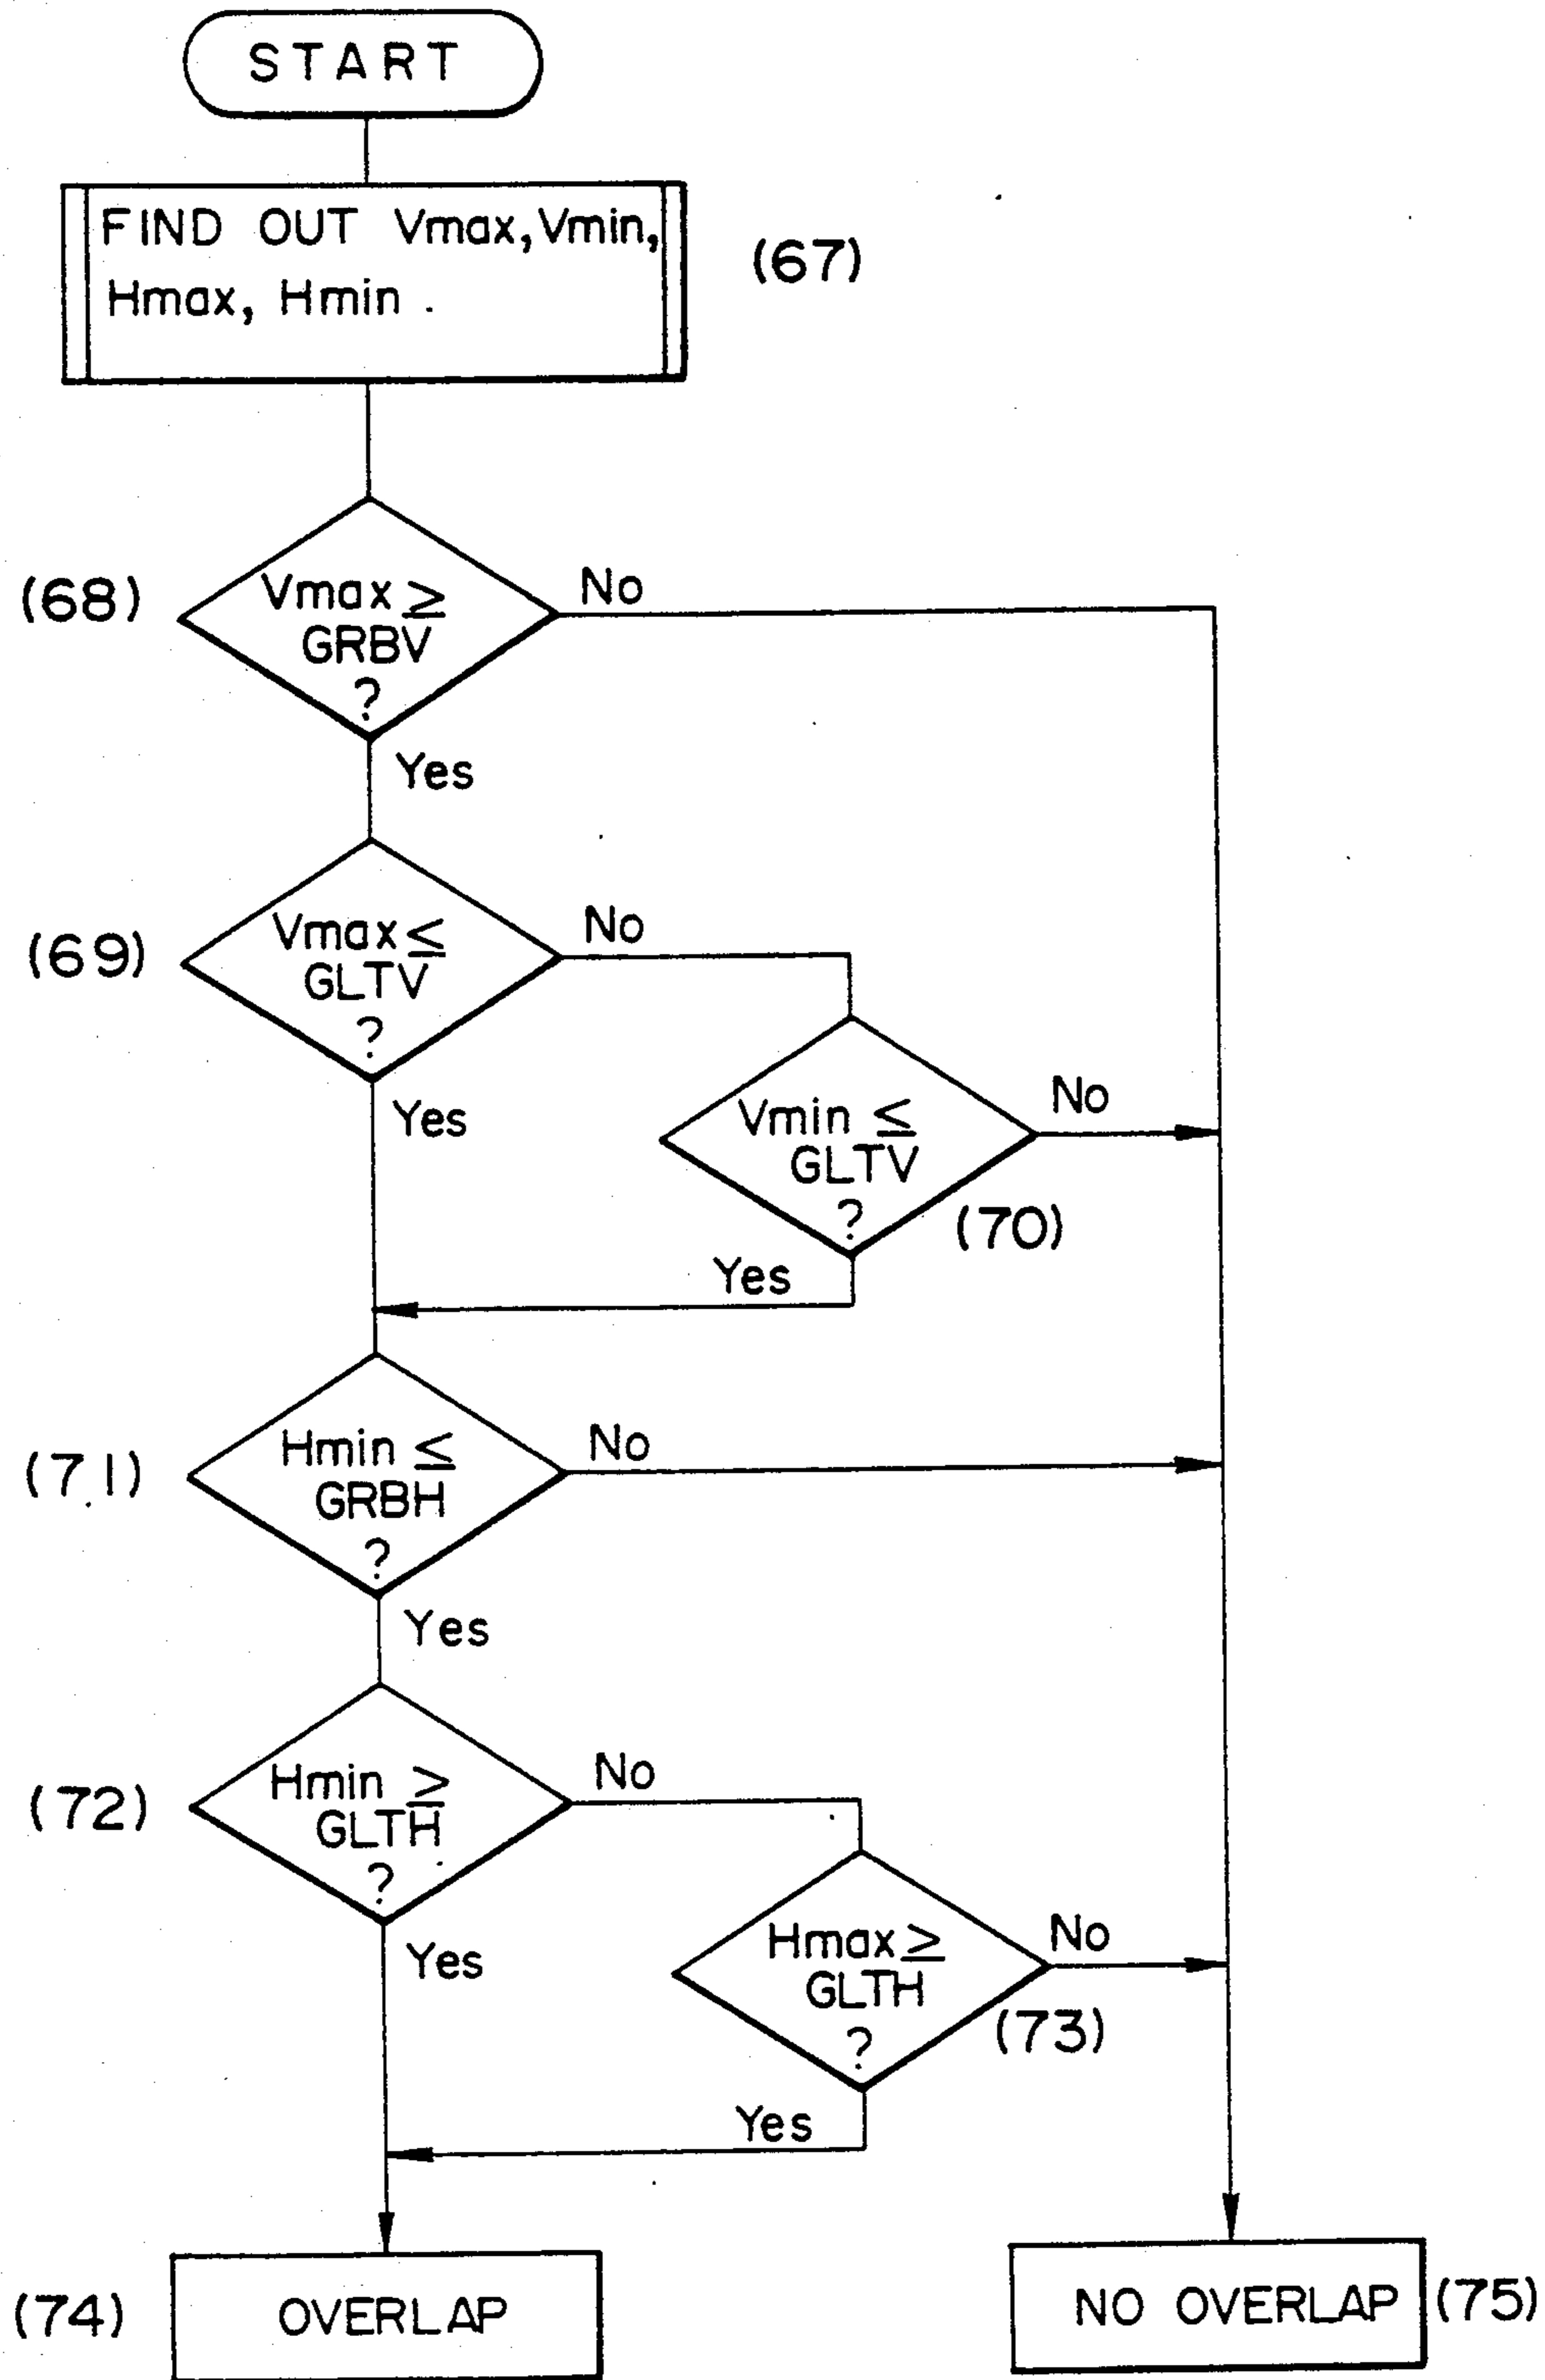 START
FIND OUT Vmax, Vmin,
Hmax, Hmin .
(67)
(68)
Vmax ≥
GRBV
?
No
Yes
(69)
Vmax ≤
GLTV
?
No
Yes
Vmin ≤
GLTV
?
(70)
No
Yes
(71)
Hmin ≤
GRBH
?
No
Yes
(72)
Hmin ≥
GLTH
?
No
Yes
Hmax ≥
GLTH
?
(73)
No
Yes
(74)
OVERLAP
NO OVERLAP
(75)